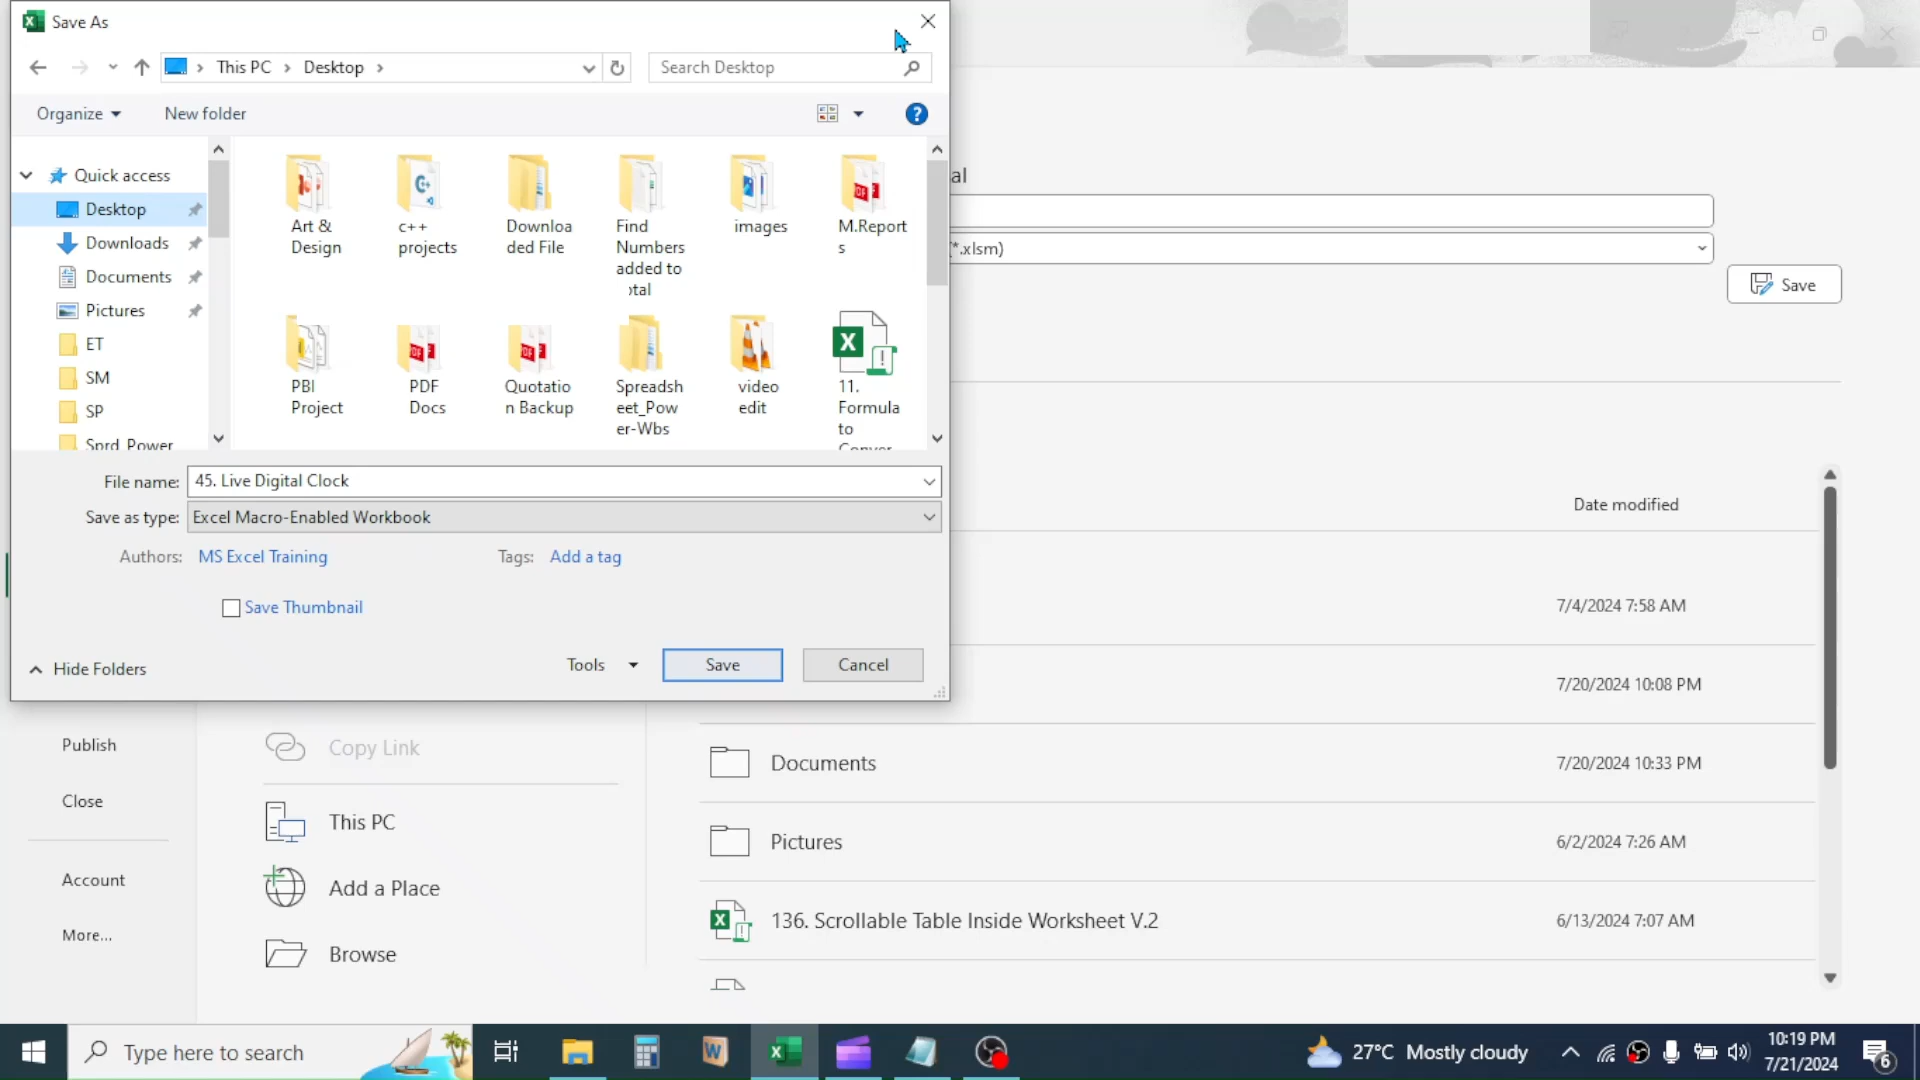 Save As
This PC
Desktop
Search Desktop
Organize
New folder
?
Quick access
Desktop
Downloads
Documents
Pictures
ET
SM
SP
Sprd_Power
Art &
Design
c++
projects
Downloa
ded File
Find
Numbers
added to
otal
images
M.Report
s
PBI
Project
PDF
Docs
Quotatio
n Backup
Spreadsh
eet_Pow
er-Wbs
video
edit
11.
Formula
to
Conver
File name: 45. Live Digital Clock
Save as type: Excel Macro-Enabled Workbook
Authors: MS Excel Training
Tags: Add a tag
Save Thumbnail
Hide Folders
Tools
Save
Cancel
al
(*.xlsm)
Save
Date modified
7/4/2024 7:58 AM
7/20/2024 10:08 PM
Documents 7/20/2024 10:33 PM
Pictures 6/2/2024 7:26 AM
136. Scrollable Table Inside Worksheet V.2 6/13/2024 7:07 AM
Publish
Close
Account
More...
Copy Link
This PC
Add a Place
Browse
Type here to search
27°C Mostly cloudy
10:19 PM
7/21/2024
6